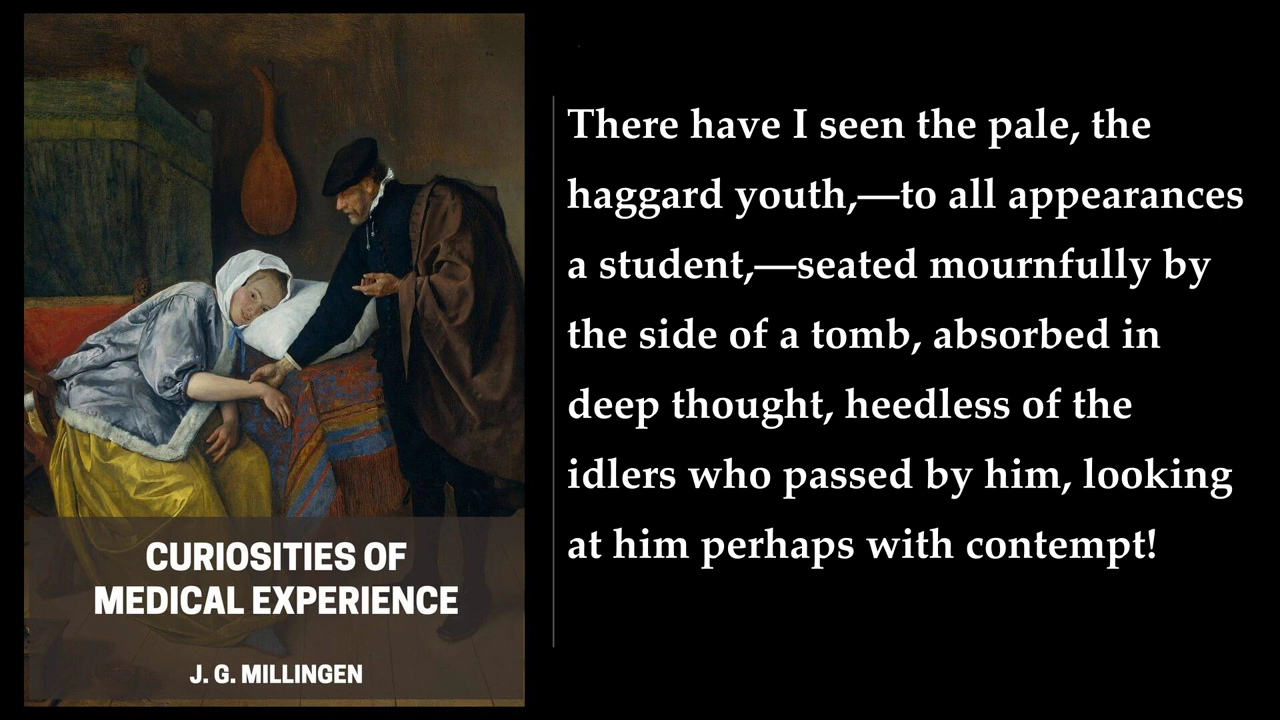 There have I seen the pale, the
haggard youth,—to all appearances
a student,—seated mournfully by
the side of a tomb, absorbed in
deep thought, heedless of the
idlers who passed by him, looking
at him perhaps with contempt!
CURIOSITIES OF
MEDICAL EXPERIENCE
J. G. MILLINGEN